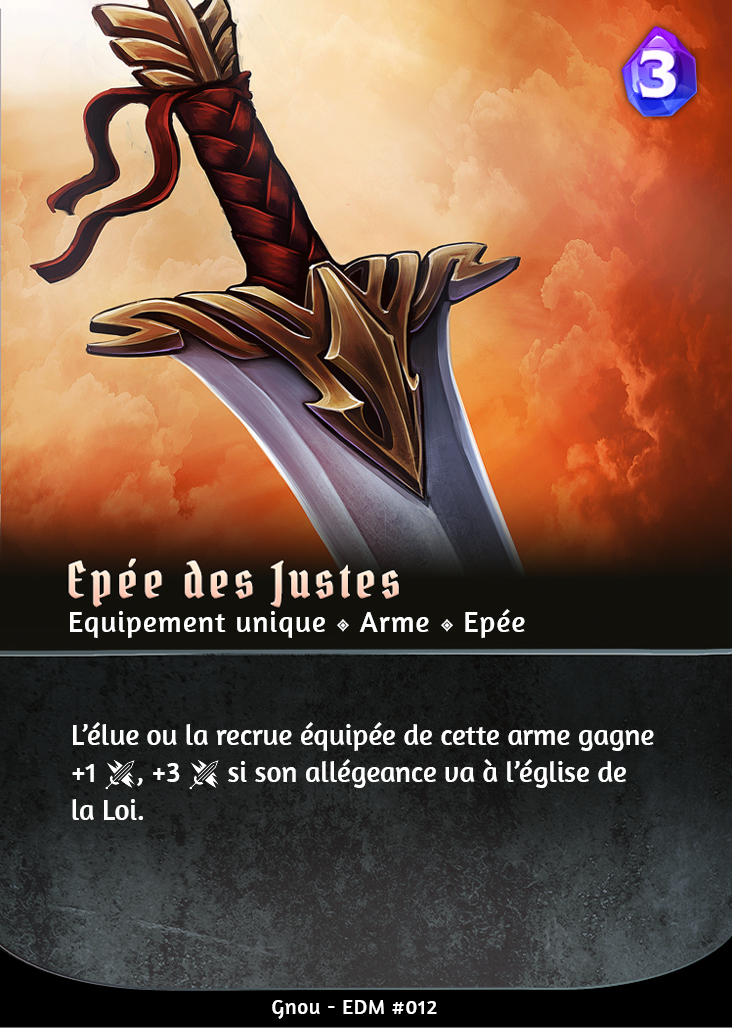 3
Epée des Justes
Equipement unique ◈ Arme ◈ Epée
L'élue ou la recrue équipée de cette arme gagne
+1 , +3 si son allégeance va à l'église de
la Loi.
Gnou - EDM #012